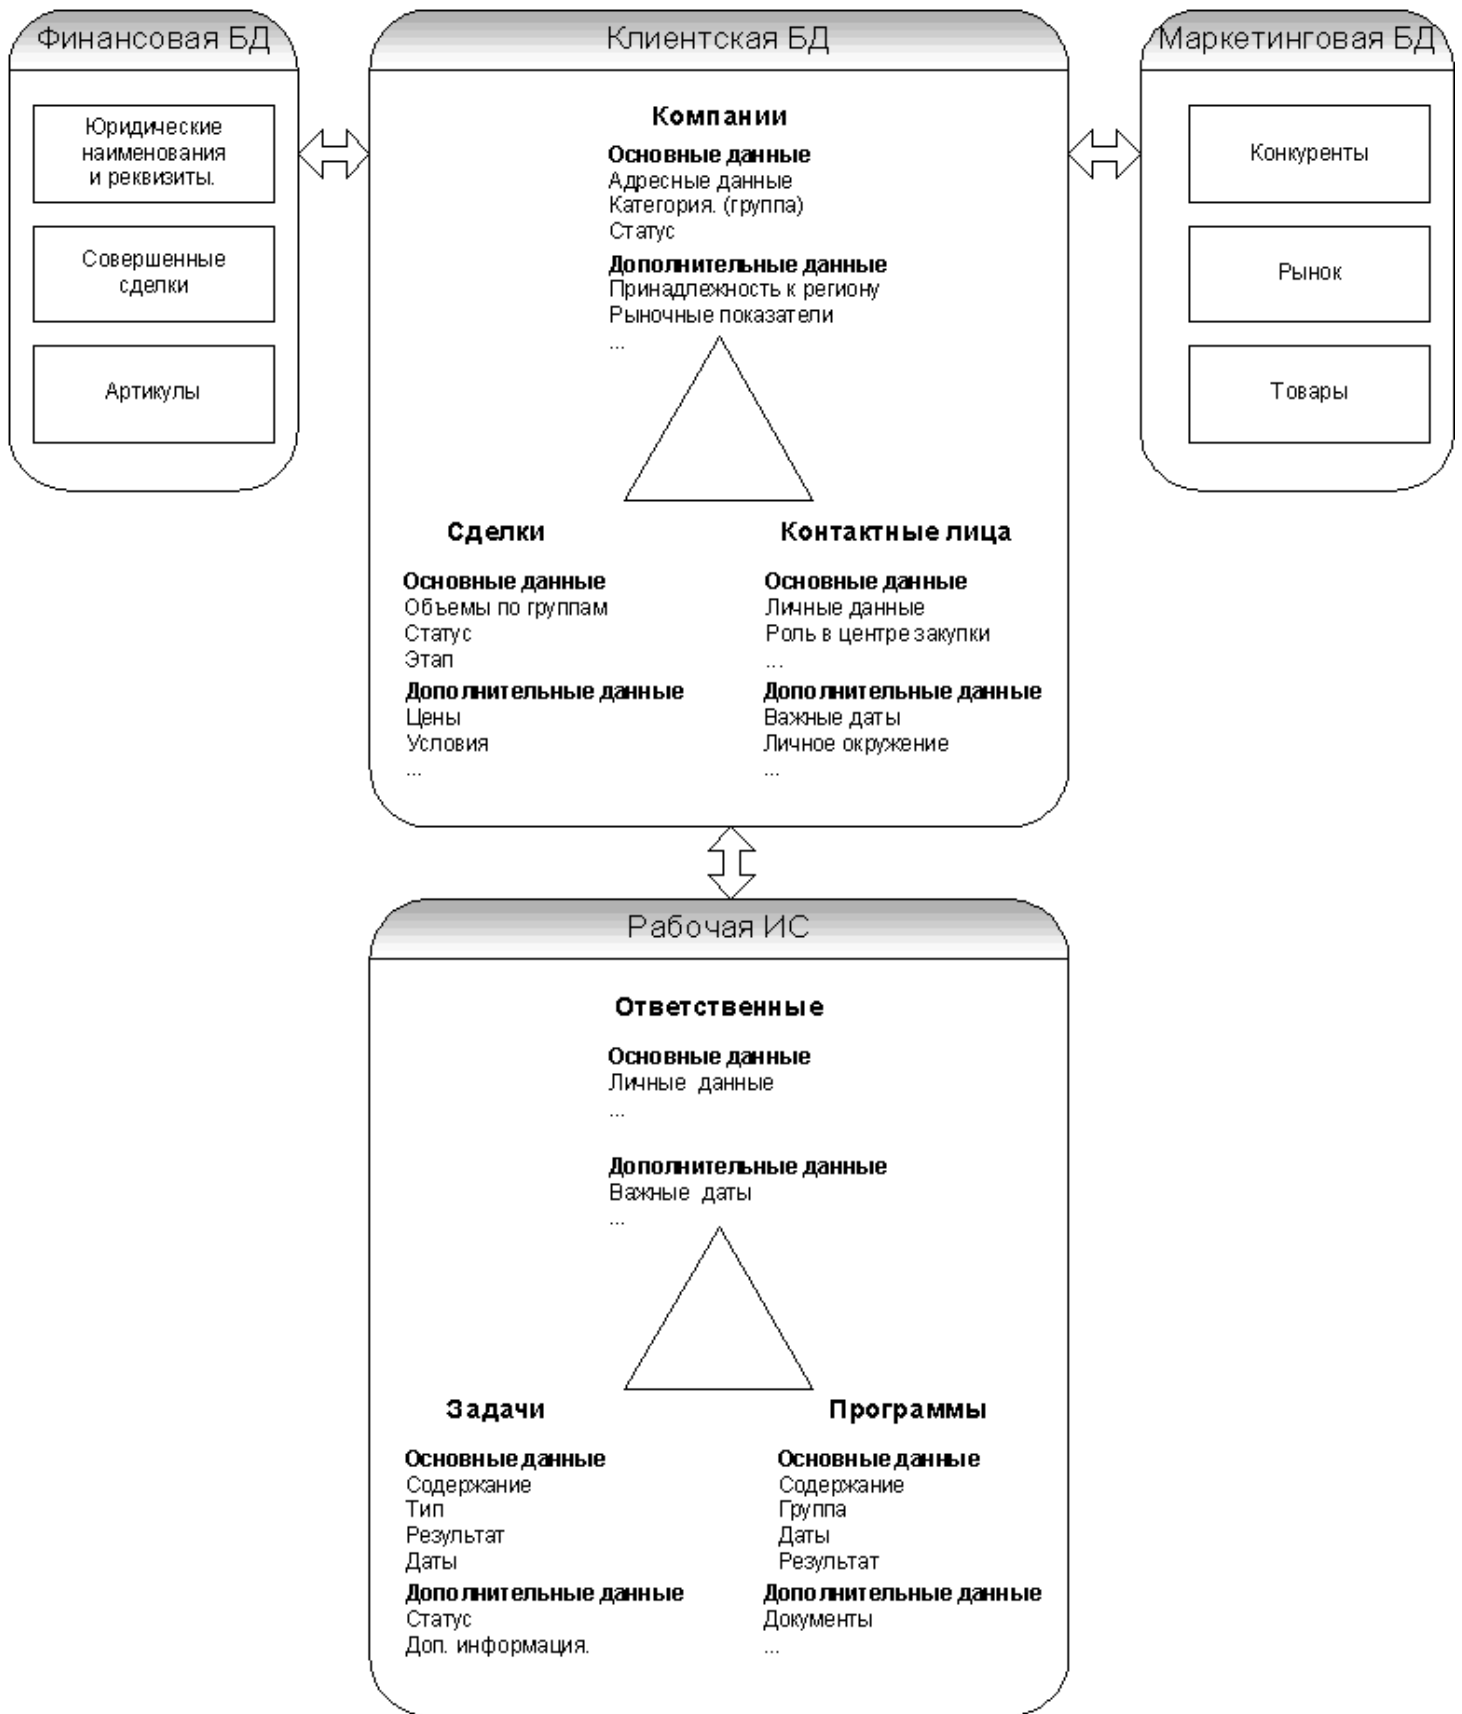 Финансовая БД
Юридические
наименования
и реквизиты.
Совершенные
сделки
Артикулы
Клиентская БД
Компании
Основные данные
Адресные данные
Категория. (группа)
Статус
Дополнительные данные
Принадлежность к региону
Рыночные показатели
...
Сделки
Основные данные
Объемы по группам
Статус
Этап
Дополнительные данные
Цены
Условия
...
Контактные лица
Основные данные
Личные данные
Роль в центре закупки
...
Дополнительные данные
Важные даты
Личное окружение
...
Маркетинговая БД
Конкуренты
Рынок
Товары
Рабочая ИС
Ответственные
Основные данные
Личные данные
...
Дополнительные данные
Важные даты
...
Задачи
Основные данные
Содержание
Тип
Результат
Даты
Дополнительные данные
Статус
Доп. информация.
Программы
Основные данные
Содержание
Группа
Даты
Результат
Дополнительные данные
Документы
...